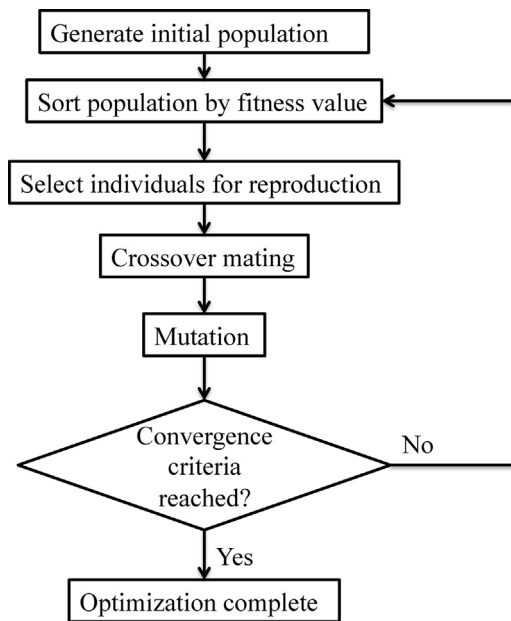 Generate initial population
Sort population by fitness value
Select individuals for reproduction
Crossover mating
Mutation
Convergence
criteria
reached?
No
Yes
Optimization complete